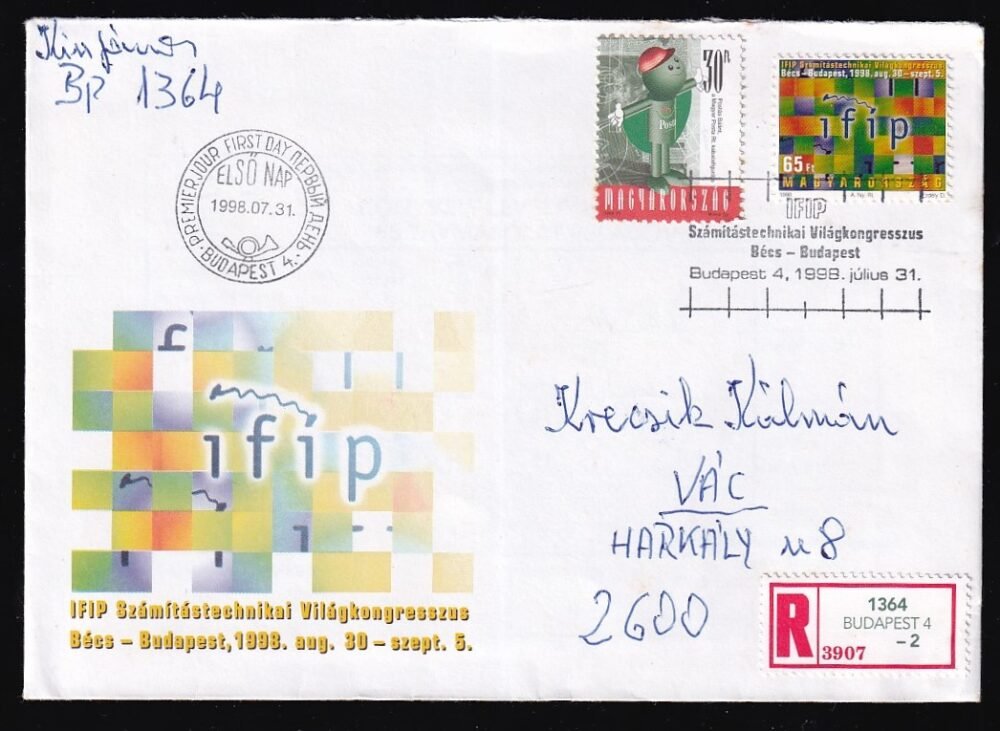 Kiss János
BP 1364
PREMIER JOUR FIRST DAY ПЕРВЫЙ ДЕНЬ
ELSŐ NAP
1998.07.31.
BUDAPEST 4.
30Ft
Posta
MAGYARORSZÁG
IFIP Számítástechnikai Világkongresszus
Bécs - Budapest, 1998. aug. 30 - szept. 5.
ifip
65 Ft
MAGYARORSZÁG
IFIP
Számítástechnikai Világkongresszus
Bécs – Budapest
Budapest 4, 1998. július 31.
ifip
IFIP Számítástechnikai Világkongresszus
Bécs – Budapest, 1998. aug. 30 – szept. 5.
Krecsik Kálmán
VÁC
HARKÁLY u 8
2600
R
1364
BUDAPEST 4
– 2
3907